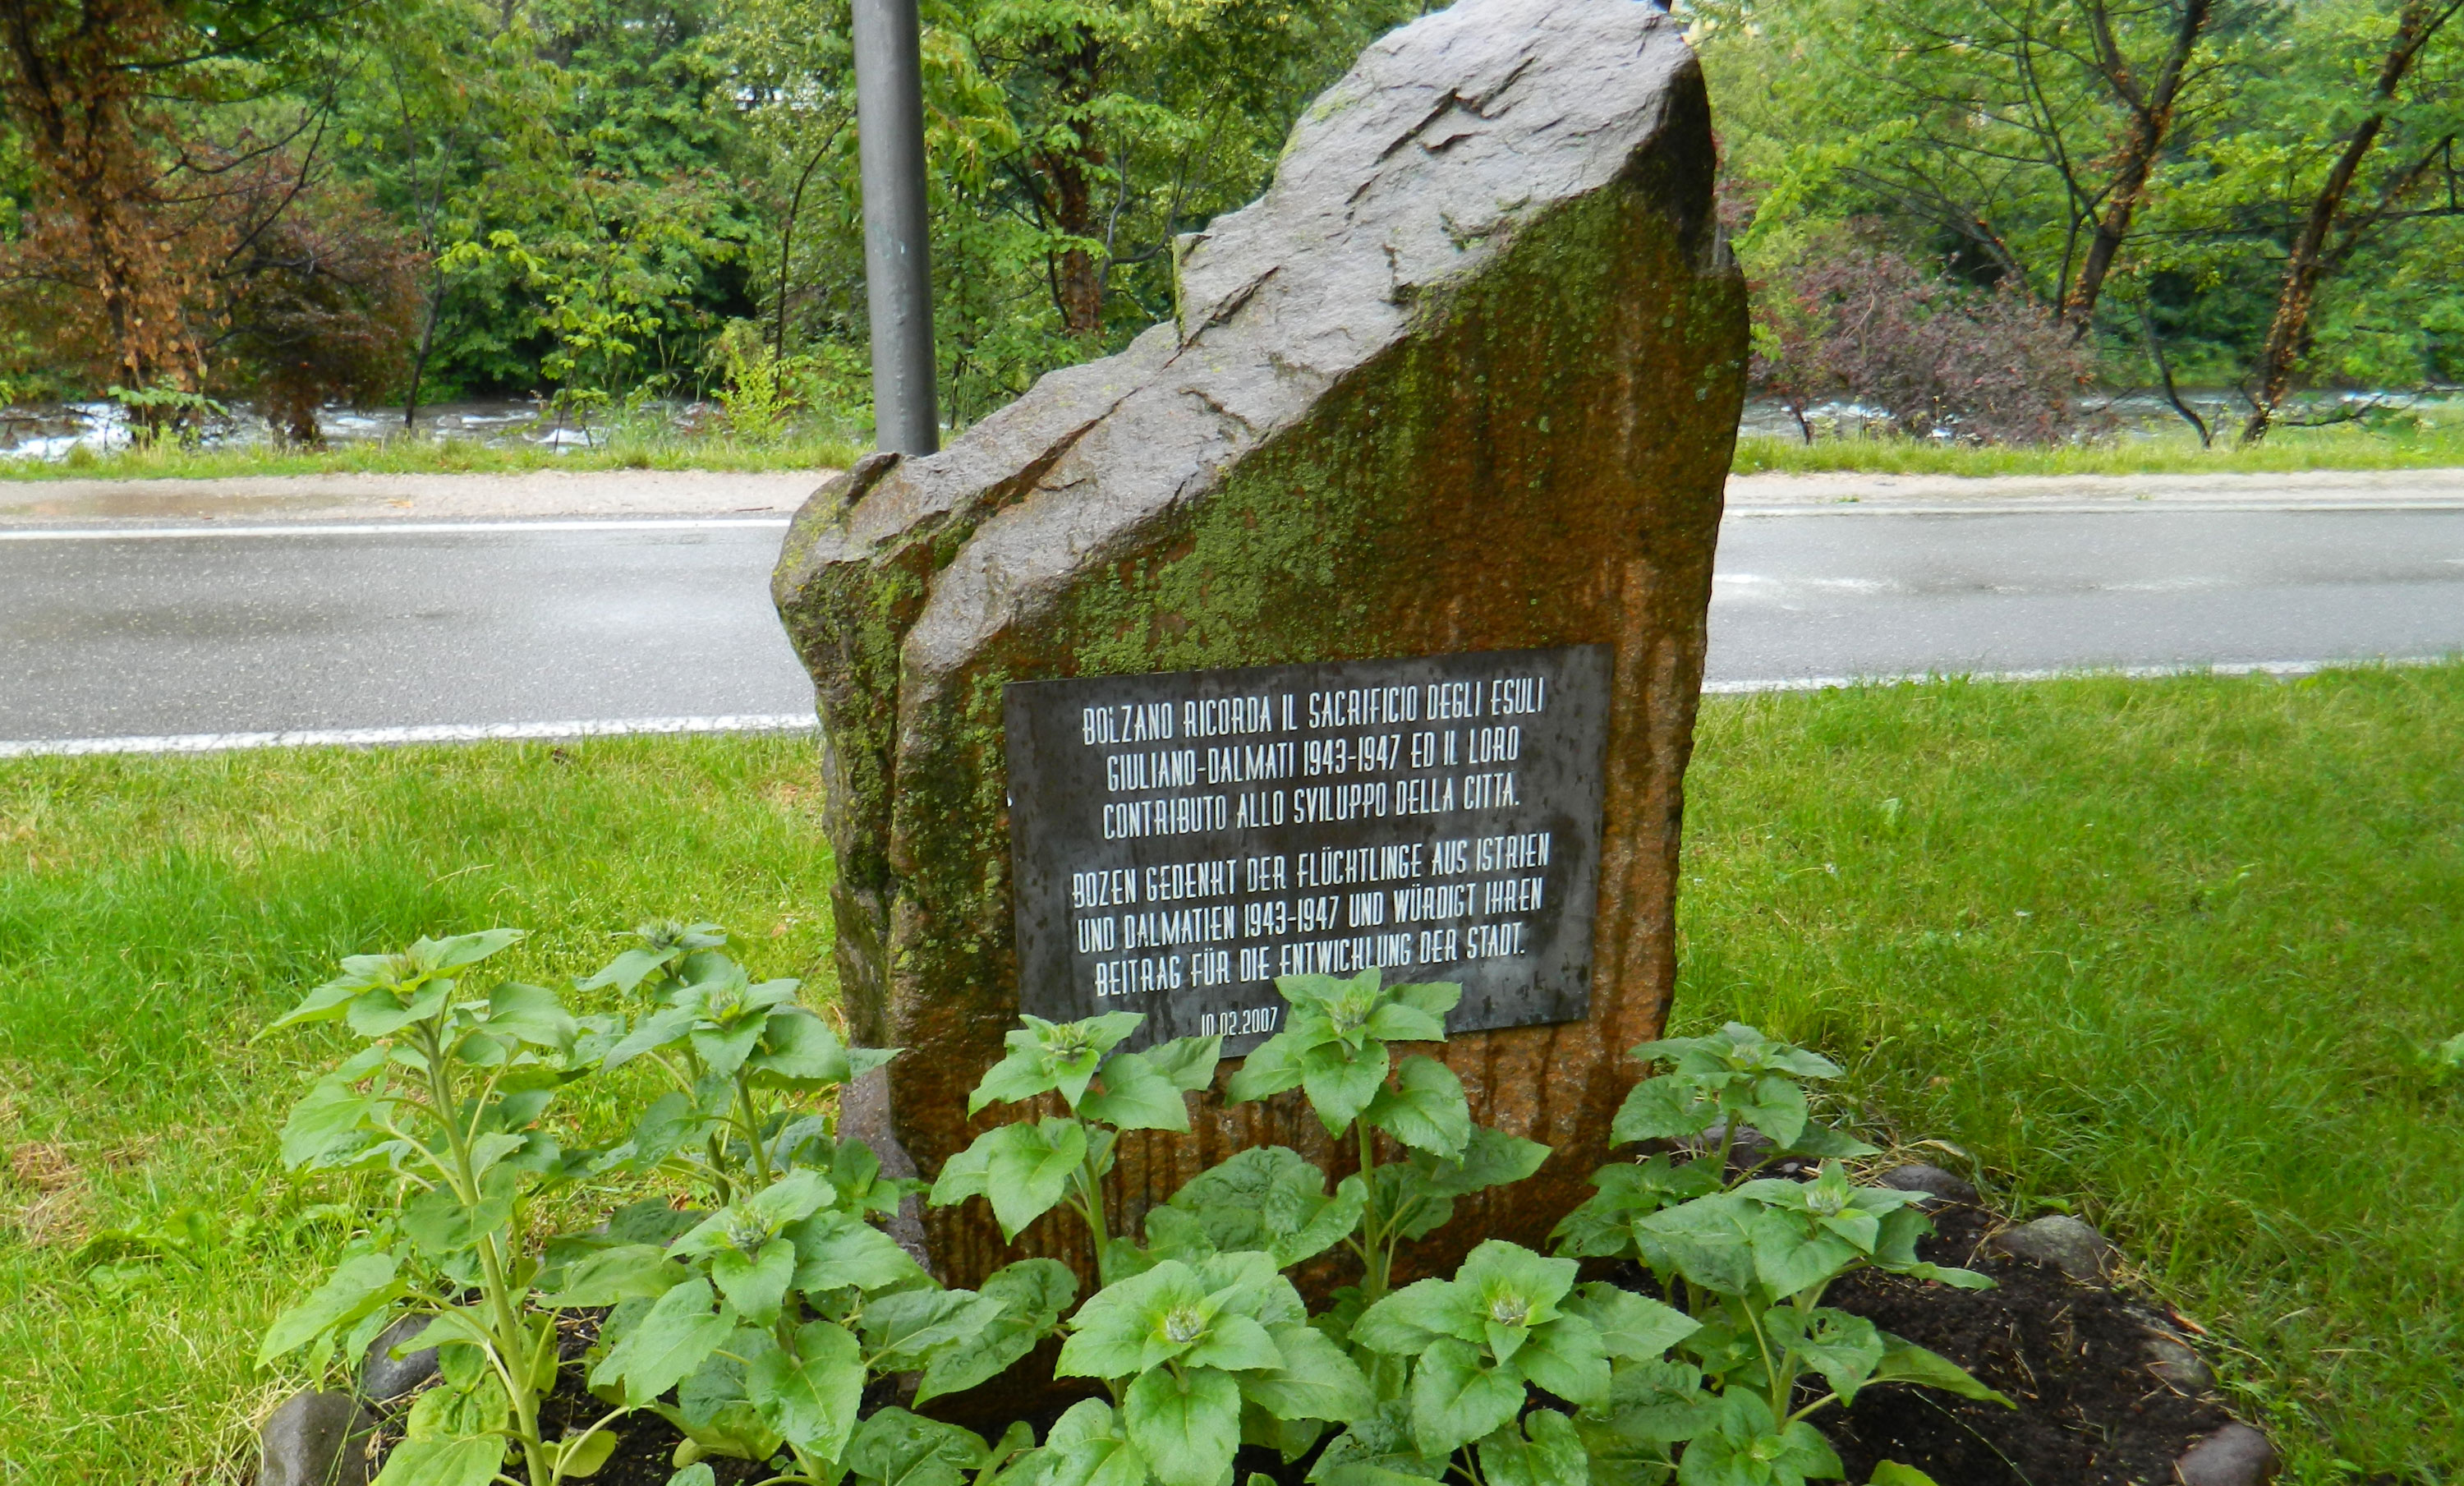 BOLZANO RICORDA IL SACRIFICIO DEGLI ESULI
GIULIANO-DALMATI 1943-1947 ED IL LORO
CONTRIBUTO ALLO SVILUPPO DELLA CITTA.
BOZEN GEDENKT DER FLÜCHTLINGE AUS ISTRIEN
UND DALMATIEN 1943-1947 UND WÜRDIGT IHREN
BEITRAG FÜR DIE ENTWICKLUNG DER STADT.
10.02.2007